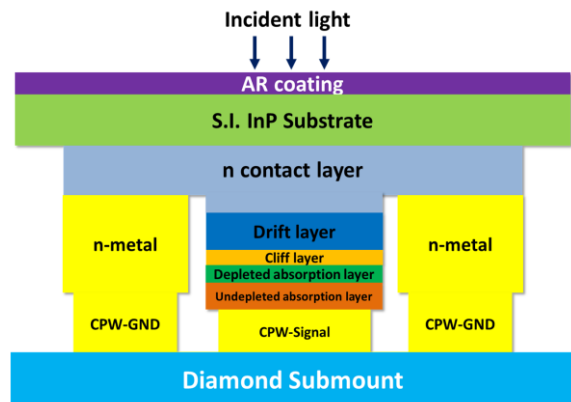 Incident light
AR coating
S.I. InP Substrate
n contact layer
n-metal
Drift layer
n-metal
Cliff layer
Depleted absorption layer
Undepleted absorption layer
CPW-GND
CPW-Signal
CPW-GND
Diamond Submount